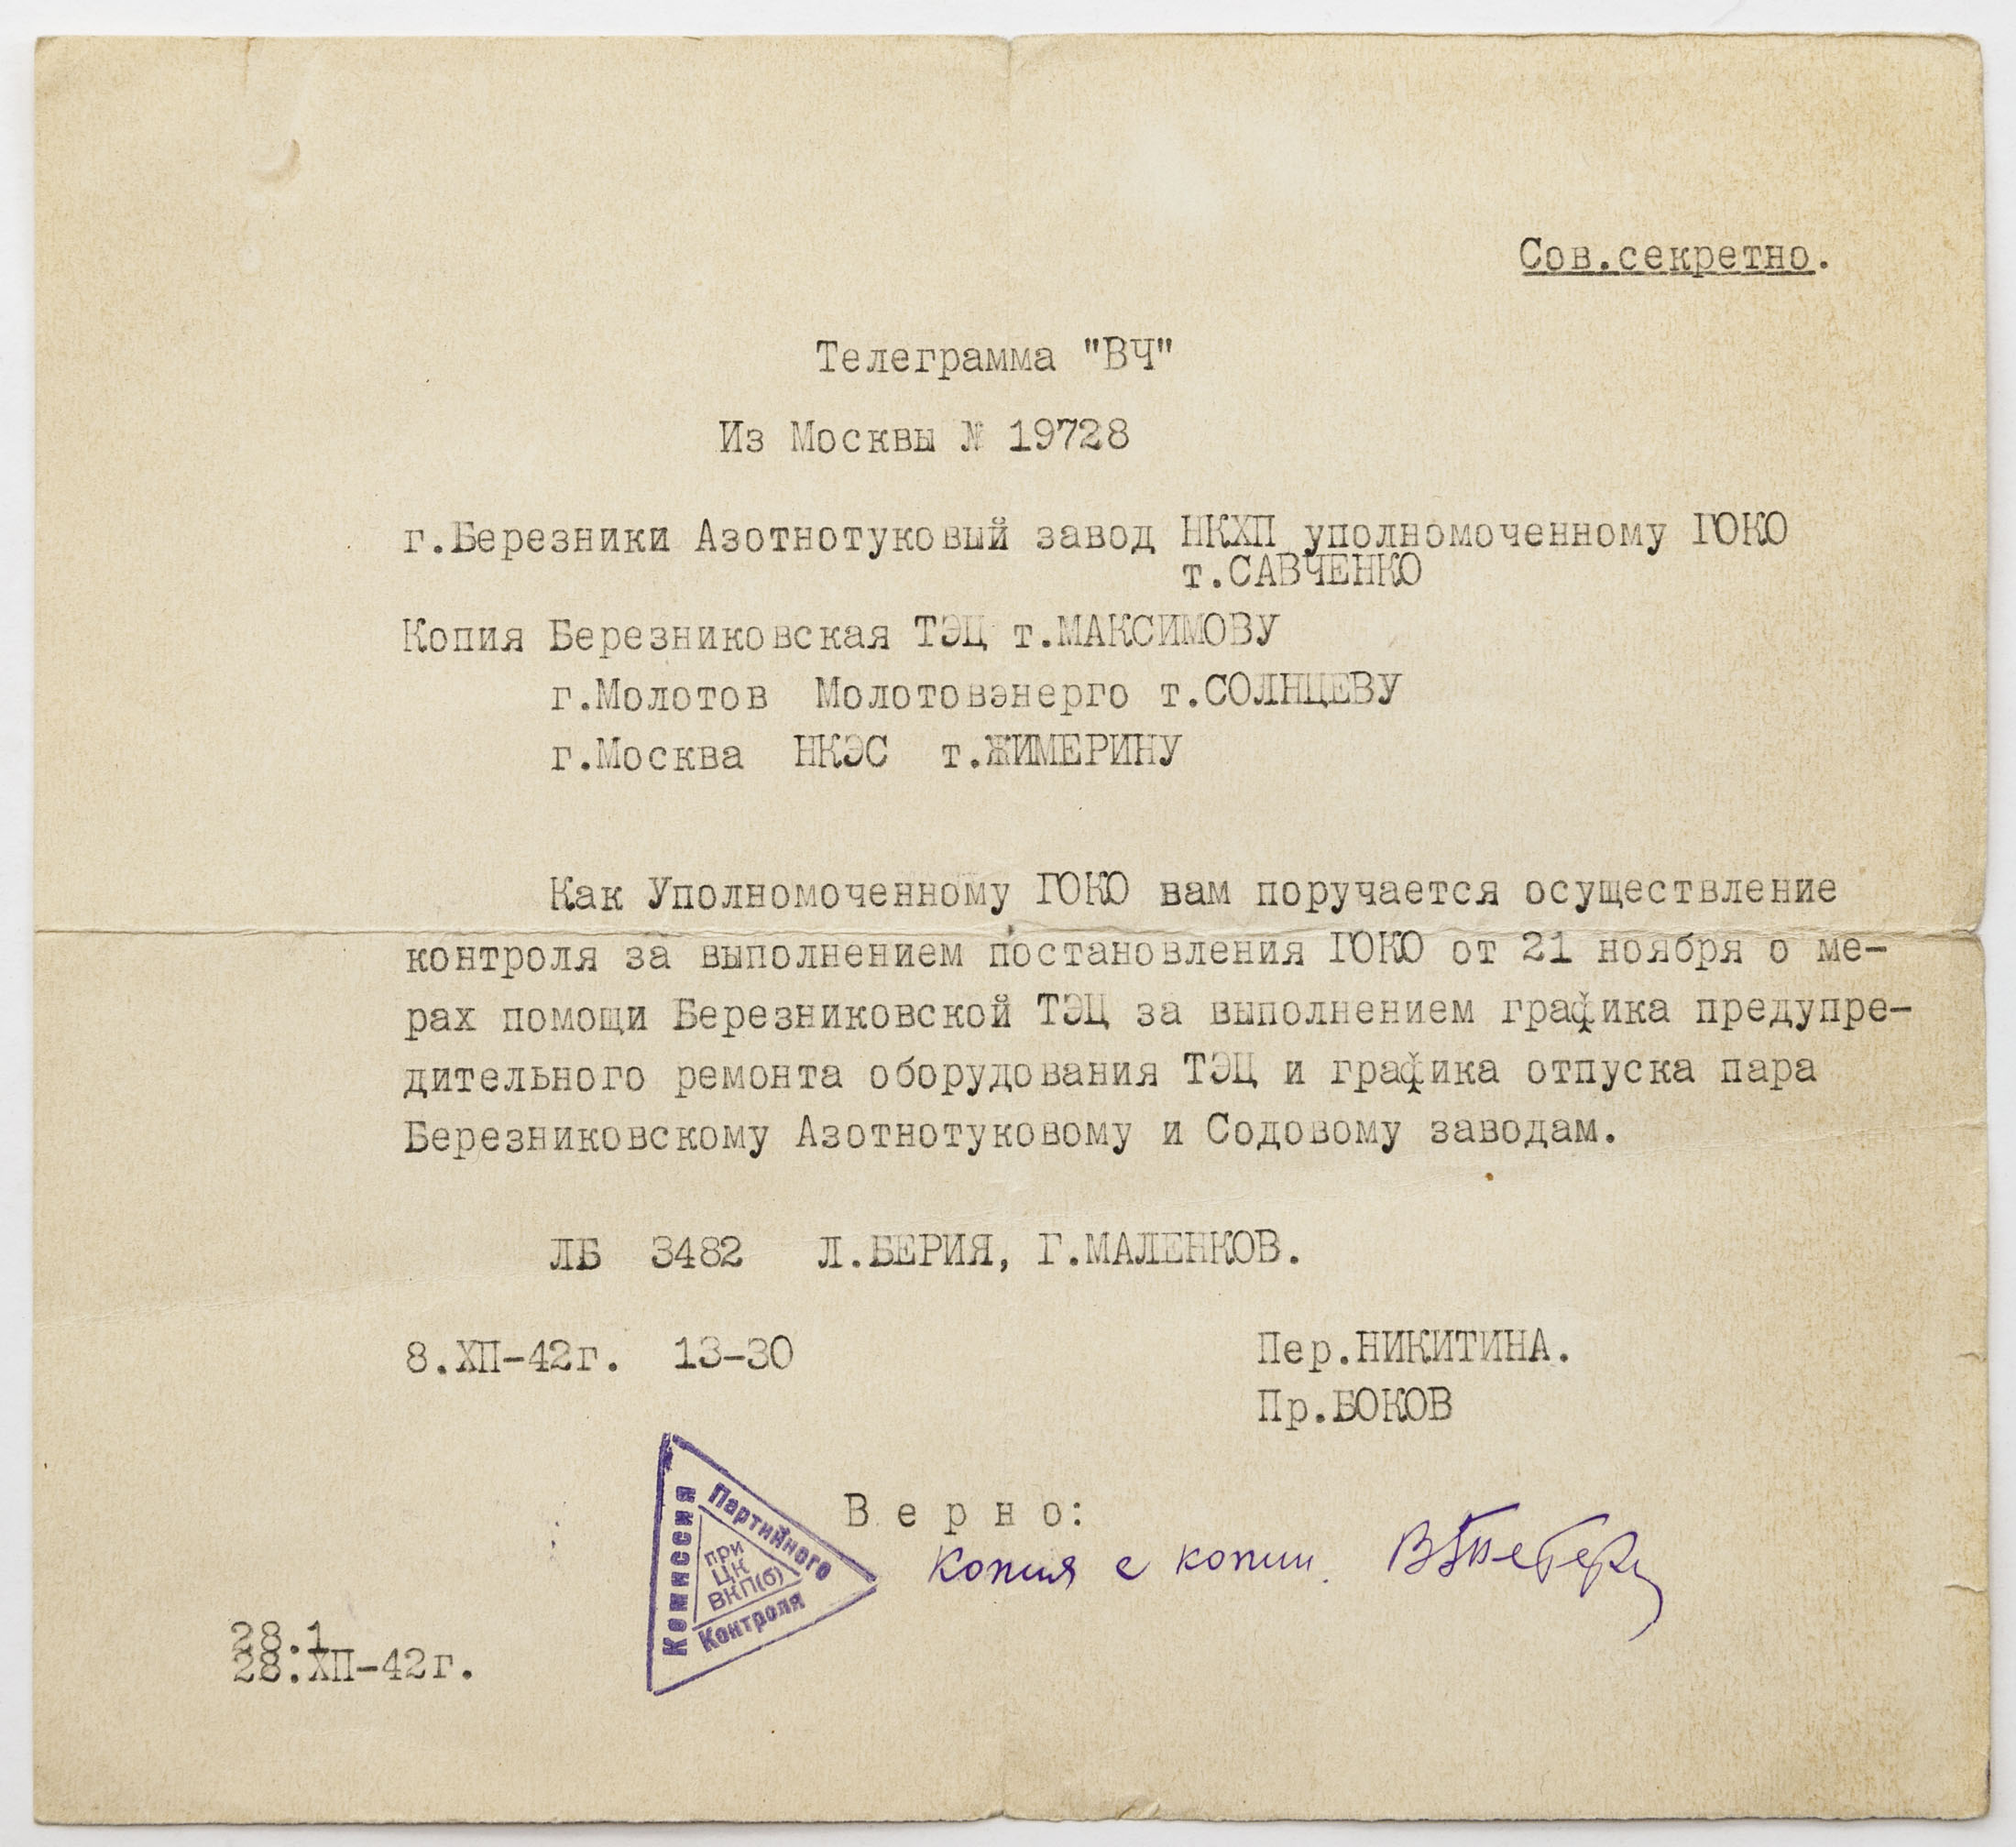 Сов.секретно.
Телеграмма "ВЧ"
Из Москвы № 19728
г.Березники Азотнотуковый завод НКХП уполномоченному ГОКО
т.САВЧЕНКО
Копия Березниковская ТЭЦ т.МАКСИМОВУ
г.Молотов Молотовэнерго т.СОЛНЦЕВУ
г.Москва НКЭС т.ЖИМЕРИНУ
Как Уполномоченному ГОКО вам поручается осуществление
контроля за выполнением постановления ГОКО от 21 ноября о ме-
рах помощи Березниковской ТЭЦ за выполнением графика предупре-
дительного ремонта оборудования ТЭЦ и графика отпуска пара
Березниковскому Азотнотуковому и Содовому заводам.
ЛБ 3482 Л.БЕРИЯ, Г.МАЛЕНКОВ.
8.ХП-42г. 13-30
Пер.НИКИТИНА.
Пр.БОКОВ
Верно:
Копия с копии.
Комиссия
Партийного
Контроля
при
ЦК
ВКП(б)
28.1
28.ХП-42г.